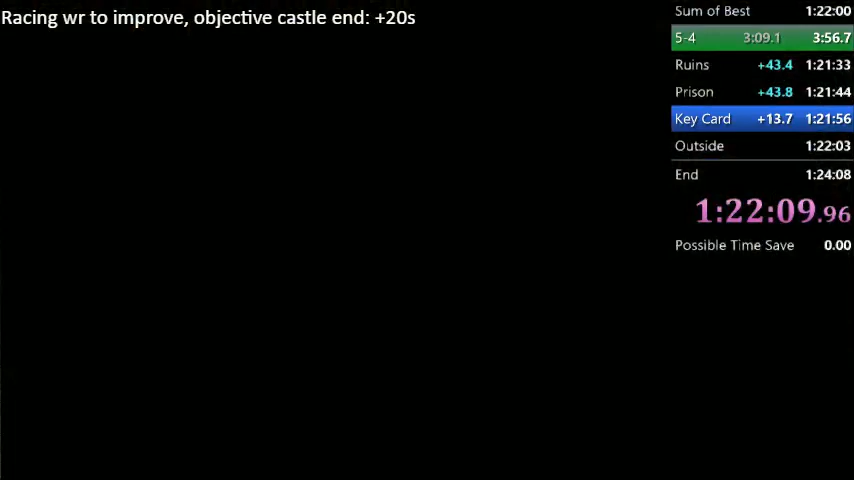 Racing wr to improve, objective castle end: +20s
Sum of Best 1:22:00
5-4 3:09.1 3:56.7
Ruins +43.4 1:21:33
Prison +43.8 1:21:44
Key Card +13.7 1:21:56
Outside 1:22:03
End 1:24:08
1:22:09.96
Possible Time Save 0.00